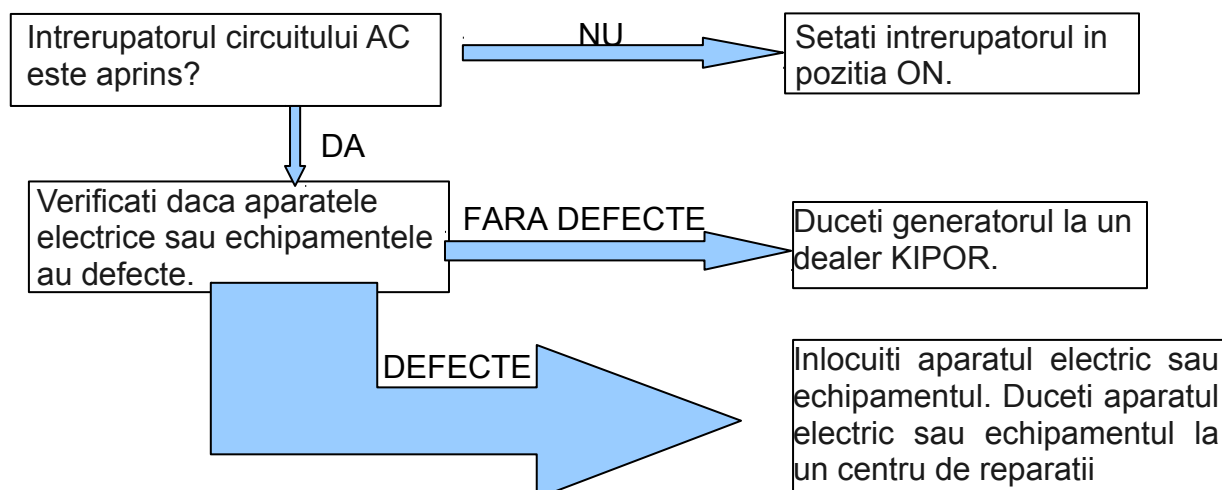 Intrerupatorul circuitului AC
este aprins?
NU
Setati intrerupatorul in
pozitia ON.
DA
Verificati daca aparatele
electrice sau echipamentele
au defecte.
FARA DEFECTE
Duceti generatorul la un
dealer KIPOR.
DEFECTE
Inlocuiti aparatul electric sau
echipamentul. Duceti aparatul
electric sau echipamentul la
un centru de reparatii